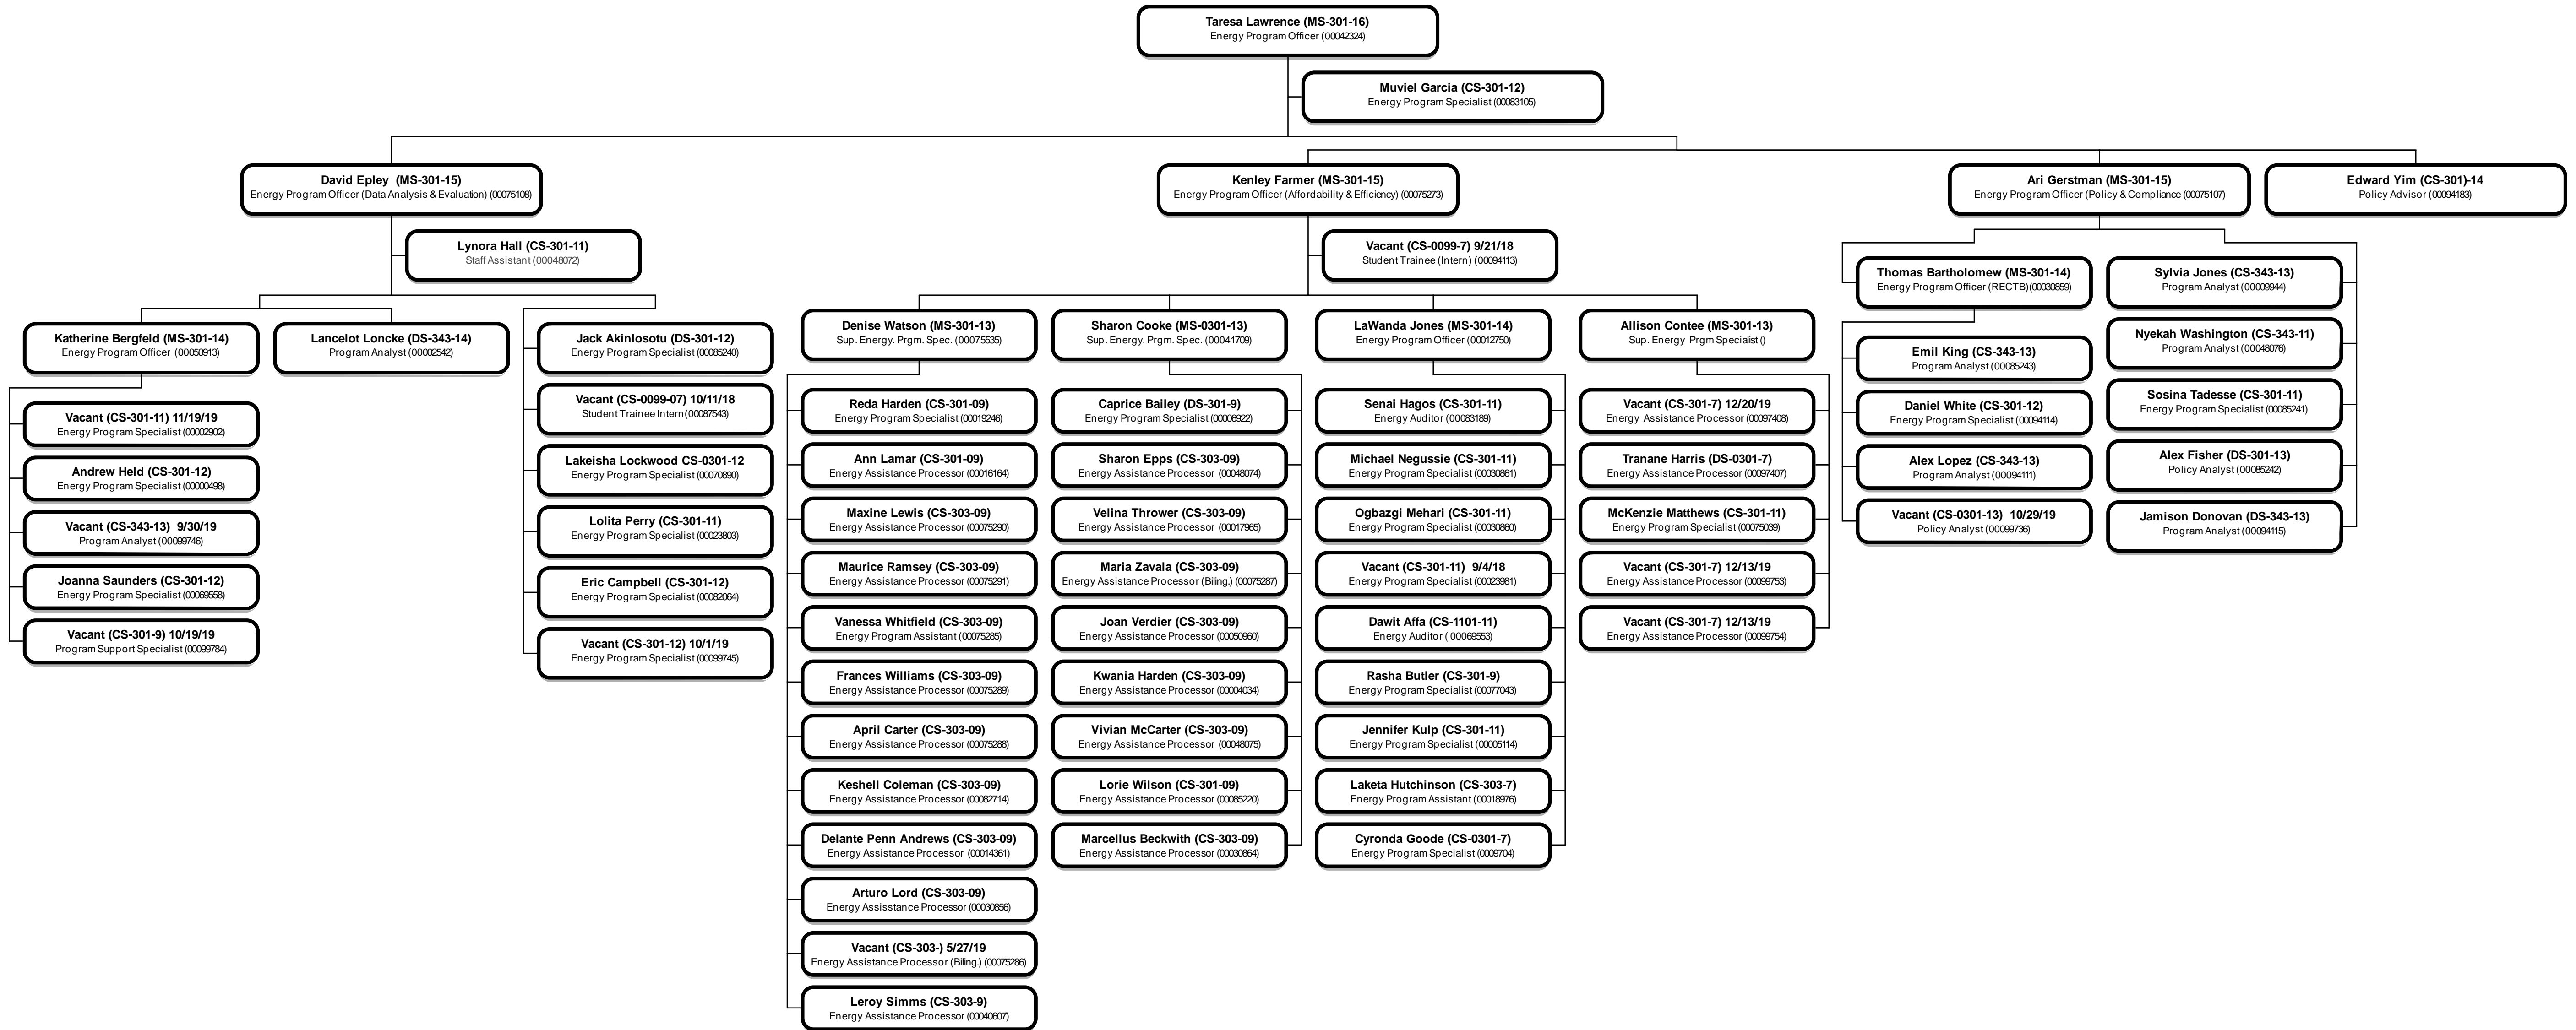 Taresa Lawrence (MS-301-16)
Energy Program Officer (00042324)
Muviel Garcia (CS-301-12)
Energy Program Specialist (00083105)
David Epley (MS-301-15)
Energy Program Officer (Data Analysis & Evaluation) (00075108)
Kenley Farmer (MS-301-15)
Energy Program Officer (Affordability & Efficiency) (00075273)
Ari Gerstman (MS-301-15)
Energy Program Officer (Policy & Compliance (00075107)
Edward Yim (CS-301)-14
Policy Advisor (00094183)
Lynora Hall (CS-301-11)
Staff Assistant (00048072)
Vacant (CS-0099-7) 9/21/18
Student Trainee (Intern) (00094113)
Katherine Bergfeld (MS-301-14)
Energy Program Officer (00050913)
Lancelot Loncke (DS-343-14)
Program Analyst (00002542)
Vacant (CS-301-11) 11/19/19
Energy Program Specialist (00002902)
Andrew Held (CS-301-12)
Energy Program Specialist (00000498)
Vacant (CS-343-13) 9/30/19
Program Analyst (00099746)
Joanna Saunders (CS-301-12)
Energy Program Specialist (00069558)
Vacant (CS-301-9) 10/19/19
Program Support Specialist (00099784)
Jack Akinlosotu (DS-301-12)
Energy Program Specialist (00085240)
Vacant (CS-0099-07) 10/11/18
Student Trainee Intern (00087543)
Lakeisha Lockwood CS-0301-12
Energy Program Specialist (00070890)
Lolita Perry (CS-301-11)
Energy Program Specialist (00023803)
Eric Campbell (CS-301-12)
Energy Program Specialist (00082064)
Vacant (CS-301-12) 10/1/19
Energy Program Specialist (00099745)
Denise Watson (MS-301-13)
Sup. Energy. Prgm. Spec. (00075535)
Reda Harden (CS-301-09)
Energy Program Specialist (00019246)
Ann Lamar (CS-301-09)
Energy Assistance Processor (00016164)
Maxine Lewis (CS-303-09)
Energy Assistance Processor (00075290)
Maurice Ramsey (CS-303-09)
Energy Assistance Processor (00075291)
Vanessa Whitfield (CS-303-09)
Energy Program Assistant (00075285)
Frances Williams (CS-303-09)
Energy Assistance Processor (00075289)
April Carter (CS-303-09)
Energy Assistance Processor (00075288)
Keshell Coleman (CS-303-09)
Energy Assistance Processor (00082714)
Delante Penn Andrews (CS-303-09)
Energy Assistance Processor (00014361)
Arturo Lord (CS-303-09)
Energy Assisstance Processor (00030856)
Vacant (CS-303-) 5/27/19
Energy Assistance Processor (Biling.) (00075286)
Leroy Simms (CS-303-9)
Energy Assistance Processor (00040607)
Sharon Cooke (MS-0301-13)
Sup. Energy. Prgm. Spec. (00041709)
Caprice Bailey (DS-301-9)
Energy Program Specialist (00006922)
Sharon Epps (CS-303-09)
Energy Assistance Processor (00048074)
Velina Thrower (CS-303-09)
Energy Assistance Processor (00017965)
Maria Zavala (CS-303-09)
Energy Assistance Processor (Biling.) (00075287)
Joan Verdier (CS-303-09)
Energy Assistance Processor (00050960)
Kwania Harden (CS-303-09)
Energy Assistance Processor (00004034)
Vivian McCarter (CS-303-09)
Energy Assistance Processor (00048075)
Lorie Wilson (CS-301-09)
Energy Assistance Processor (00085220)
Marcellus Beckwith (CS-303-09)
Energy Assistance Processor (00030864)
LaWanda Jones (MS-301-14)
Energy Program Officer (00012750)
Senai Hagos (CS-301-11)
Energy Auditor (00083189)
Michael Negussie (CS-301-11)
Energy Program Specialist (00030861)
Ogbazgi Mehari (CS-301-11)
Energy Program Specialist (00030860)
Vacant (CS-301-11) 9/4/18
Energy Program Specialist (00023981)
Dawit Affa (CS-1101-11)
Energy Auditor ( 00069553)
Rasha Butler (CS-301-9)
Energy Program Specialist (00077043)
Jennifer Kulp (CS-301-11)
Energy Program Specialist (00005114)
Laketa Hutchinson (CS-303-7)
Energy Program Assistant (00018976)
Cyronda Goode (CS-0301-7)
Energy Program Specialist (0009704)
Allison Contee (MS-301-13)
Sup. Energy Prgm Specialist ()
Vacant (CS-301-7) 12/20/19
Energy Assistance Processor (00097408)
Tranane Harris (DS-0301-7)
Energy Assistance Processor (00097407)
McKenzie Matthews (CS-301-11)
Energy Program Specialist (00075039)
Vacant (CS-301-7) 12/13/19
Energy Assistance Processor (00099753)
Vacant (CS-301-7) 12/13/19
Energy Assistance Processor (00099754)
Thomas Bartholomew (MS-301-14)
Energy Program Officer (RECTB)(00030859)
Emil King (CS-343-13)
Program Analyst (00085243)
Daniel White (CS-301-12)
Energy Program Specialist (00094114)
Alex Lopez (CS-343-13)
Program Analyst (00094111)
Vacant (CS-0301-13) 10/29/19
Policy Analyst (00099736)
Sylvia Jones (CS-343-13)
Program Analyst (00009944)
Nyekah Washington (CS-343-11)
Program Analyst (00048076)
Sosina Tadesse (CS-301-11)
Energy Program Specialist (00085241)
Alex Fisher (DS-301-13)
Policy Analyst (00085242)
Jamison Donovan (DS-343-13)
Program Analyst (00094115)